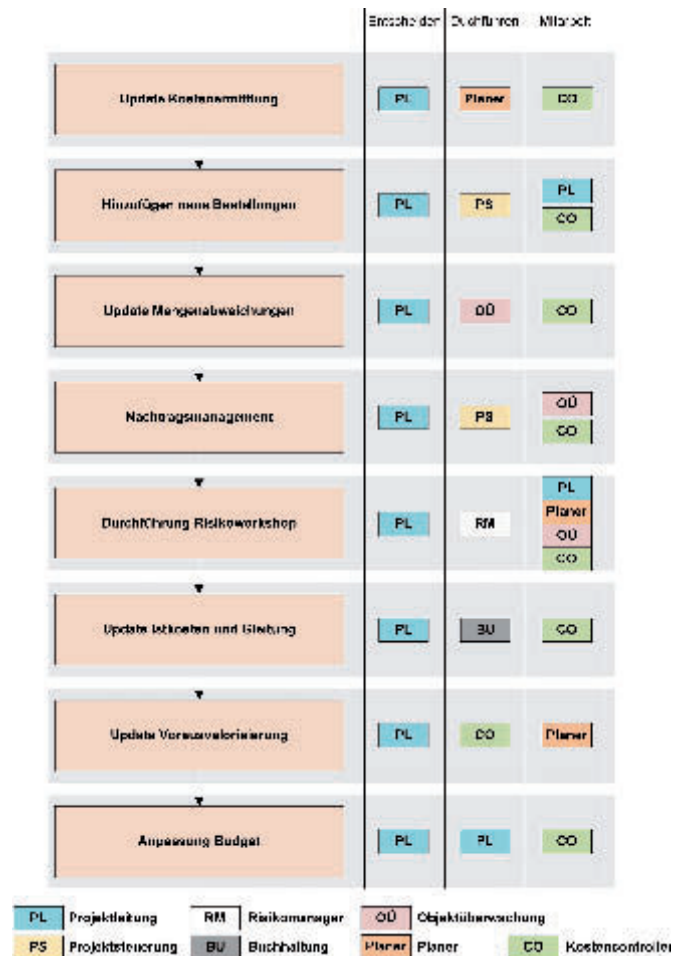 Entscheiden Durchführen Mitarbeit
Update Kostenermittlung PL Planer CO
Hinzufügen neue Bestellungen PL PS PL CO
Update Mengenabweichungen PL OÜ CO
Nachtragsmanagement PL PS OÜ CO
Durchführung Risikoworkshop PL RM PL Planer OÜ CO
Update Istkosten und Gleitung PL BU CO
Update Vorausvalorisierung PL CO Planer
Anpassung Budget PL PL CO
PL Projektleitung RM Risikomanager OÜ Objektüberwachung
PS Projektsteuerung BU Buchhaltung Planer Planer CO Kostencontroller